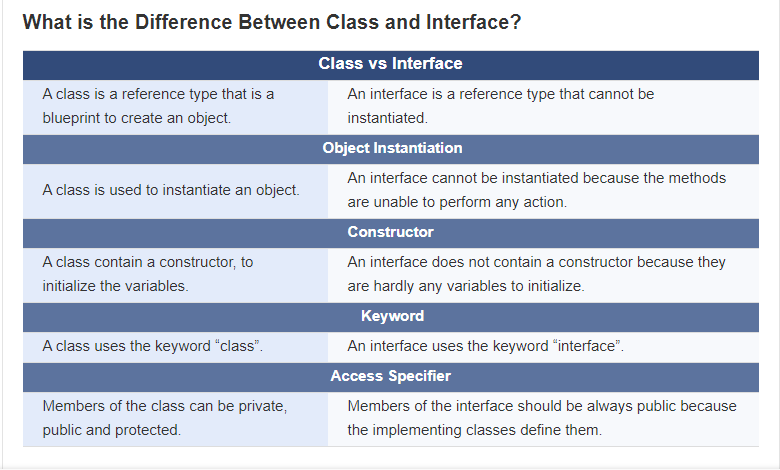 What is the Difference Between Class and Interface?
Class vs Interface
A class is a reference type that is a
blueprint to create an object.
An interface is a reference type that cannot be
instantiated.
Object Instantiation
A class is used to instantiate an object.
An interface cannot be instantiated because the methods
are unable to perform any action.
Constructor
A class contain a constructor, to
initialize the variables.
An interface does not contain a constructor because they
are hardly any variables to initialize.
Keyword
A class uses the keyword “class”.
An interface uses the keyword “interface”.
Access Specifier
Members of the class can be private,
public and protected.
Members of the interface should be always public because
the implementing classes define them.